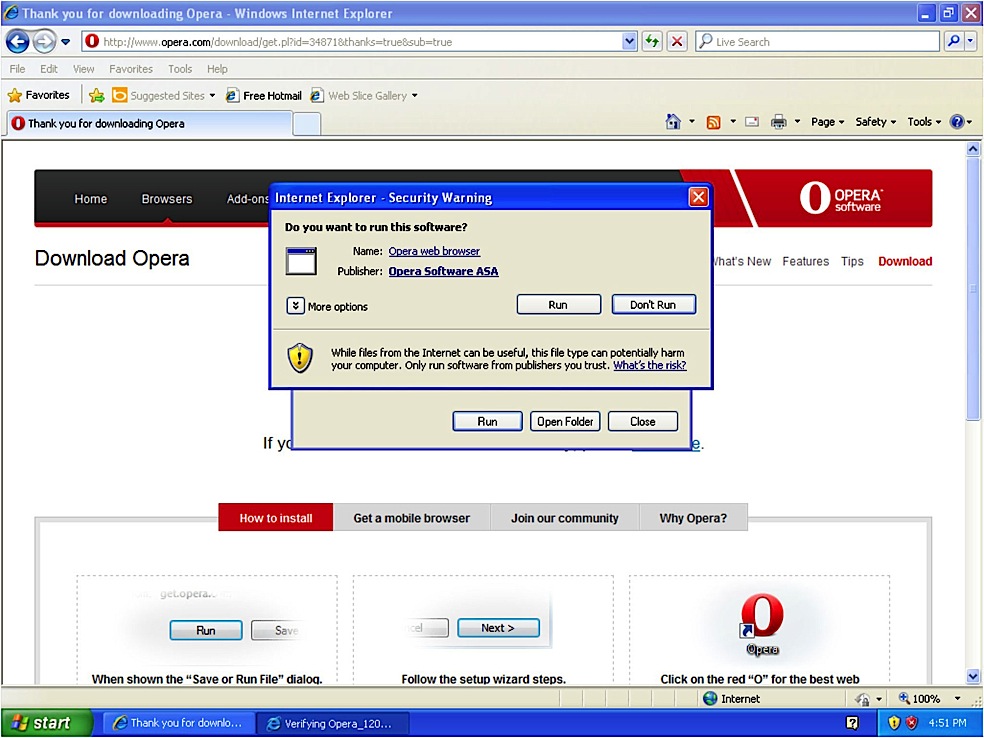 Thank you for downloading Opera - Windows Internet Explorer
http://www.opera.com/download/get.pl?id=34871&thanks=true&sub=true
Live Search
File Edit View Favorites Tools Help
Favorites Suggested Sites Free Hotmail Web Slice Gallery
Thank you for downloading Opera
Page Safety Tools
Home Browsers Add-ons
OPERA software
Download Opera
What's New Features Tips Download
Internet Explorer - Security Warning
Do you want to run this software?
Name: Opera web browser
Publisher: Opera Software ASA
More options Run Don't Run
While files from the Internet can be useful, this file type can potentially harm
your computer. Only run software from publishers you trust. What's the risk?
Run Open Folder Close
If
How to install Get a mobile browser Join our community Why Opera?
get.opera.
Run Save
Next >
Opera
When shown the “Save or Run File” dialog,
Follow the setup wizard steps.
Click on the red “O” for the best web
Internet 100%
start Thank you for downlo... Verifying Opera_120... 4:51 PM